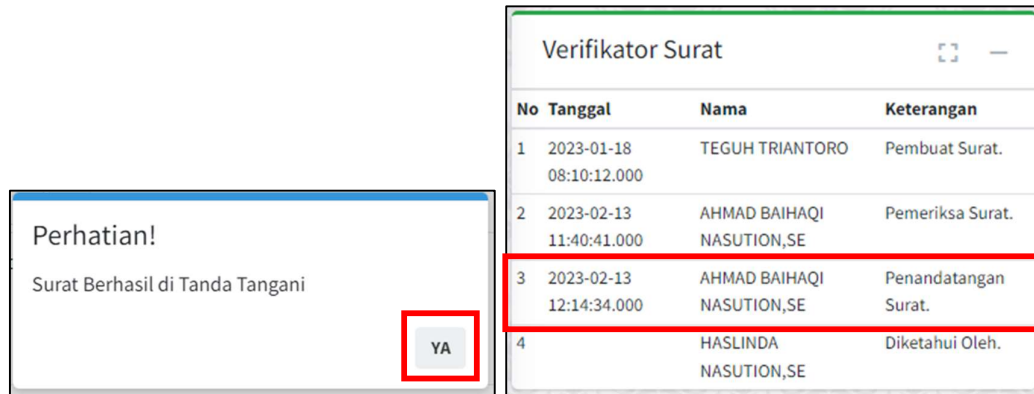 Perhatian!
Surat Berhasil di Tanda Tangani
YA
Verifikator Surat
No Tanggal Nama Keterangan
1 2023-01-18 TEGUH TRIANTORO Pembuat Surat.
08:10:12.000
2 2023-02-13 AHMAD BAIHAQI Pemeriksa Surat.
11:40:41.000 NASUTION,SE
3 2023-02-13 AHMAD BAIHAQI Penandatangan
12:14:34.000 NASUTION,SE Surat.
4 HASLINDA Diketahui Oleh.
NASUTION,SE